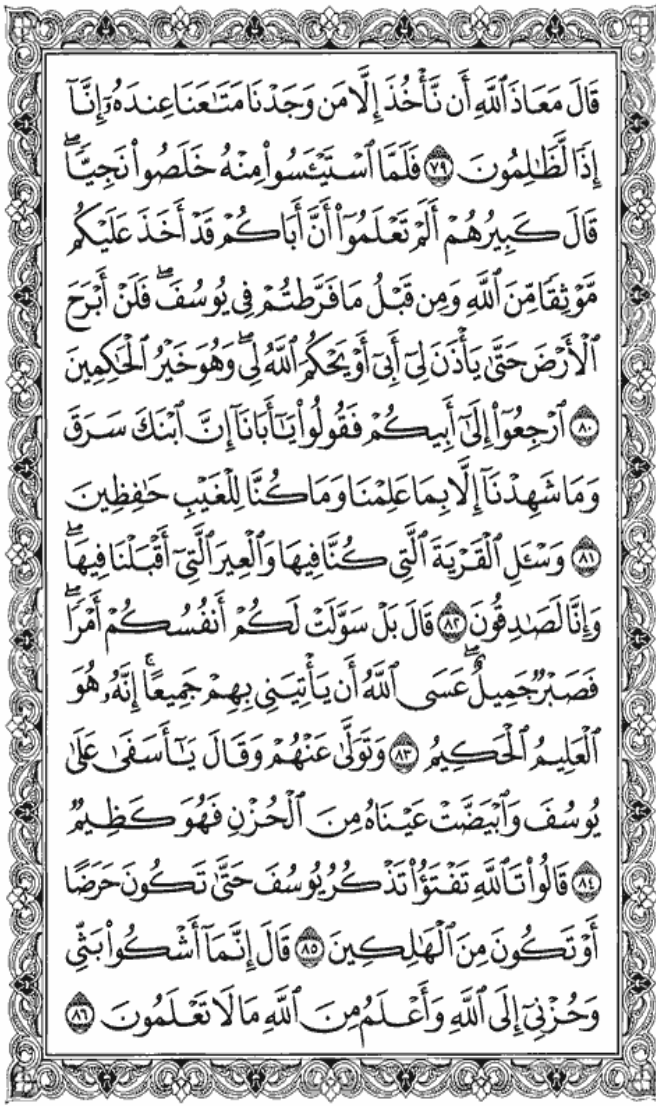 قَالَ مَعَاذَ ٱللَّهِ أَن نَّأْخُذَ إِلَّا مَن وَجَدْنَا مَتَـٰعَنَا عِندَهُۥٓ إِنَّآ
إِذًا لَّظَـٰلِمُونَ ٧٩ فَلَمَّا ٱسْتَيْـَٔسُوا۟ مِنْهُ خَلَصُوا۟ نَجِيًّا ۖ
قَالَ كَبِيرُهُمْ أَلَمْ تَعْلَمُوٓا۟ أَنَّ أَبَاكُمْ قَدْ أَخَذَ عَلَيْكُم
مَّوْثِقًا مِّنَ ٱللَّهِ وَمِن قَبْلُ مَا فَرَّطتُمْ فِي يُوسُفَ ۖ فَلَنْ أَبْرَحَ
ٱلْأَرْضَ حَتَّىٰ يَأْذَنَ لِىٓ أَبِىٓ أَوْ يَحْكُمَ ٱللَّهُ لِى ۖ وَهُوَ خَيْرُ ٱلْحَـٰكِمِينَ
٨٠ ٱرْجِعُوٓا۟ إِلَىٰٓ أَبِيكُمْ فَقُولُوا۟ يَـٰٓأَبَانَآ إِنَّ ٱبْنَكَ سَرَقَ
وَمَا شَهِدْنَآ إِلَّا بِمَا عَلِمْنَا وَمَا كُنَّا لِلْغَيْبِ حَـٰفِظِينَ
٨١ وَسْـَٔلِ ٱلْقَرْيَةَ ٱلَّتِى كُنَّا فِيهَا وَٱلْعِيرَ ٱلَّتِىٓ أَقْبَلْنَا فِيهَا ۖ
وَإِنَّا لَصَـٰدِقُونَ ٨٢ قَالَ بَلْ سَوَّلَتْ لَكُمْ أَنفُسُكُمْ أَمْرًا ۖ
فَصَبْرٌ جَمِيلٌ ۖ عَسَى ٱللَّهُ أَن يَأْتِيَنِى بِهِمْ جَمِيعًا ۚ إِنَّهُۥ هُوَ
ٱلْعَلِيمُ ٱلْحَكِيمُ ٨٣ وَتَوَلَّىٰ عَنْهُمْ وَقَالَ يَـٰٓأَسَفَىٰ عَلَىٰ
يُوسُفَ وَٱبْيَضَّتْ عَيْنَاهُ مِنَ ٱلْحُزْنِ فَهُوَ كَظِيمٌ
٨٤ قَالُوا۟ تَٱللَّهِ تَفْتَؤُا۟ تَذْكُرُ يُوسُفَ حَتَّىٰ تَكُونَ حَرَضًا
أَوْ تَكُونَ مِنَ ٱلْهَـٰلِكِينَ ٨٥ قَالَ إِنَّمَآ أَشْكُوا۟ بَثِّى
وَحُزْنِىٓ إِلَى ٱللَّهِ وَأَعْلَمُ مِنَ ٱللَّهِ مَا لَا تَعْلَمُونَ ٨٦